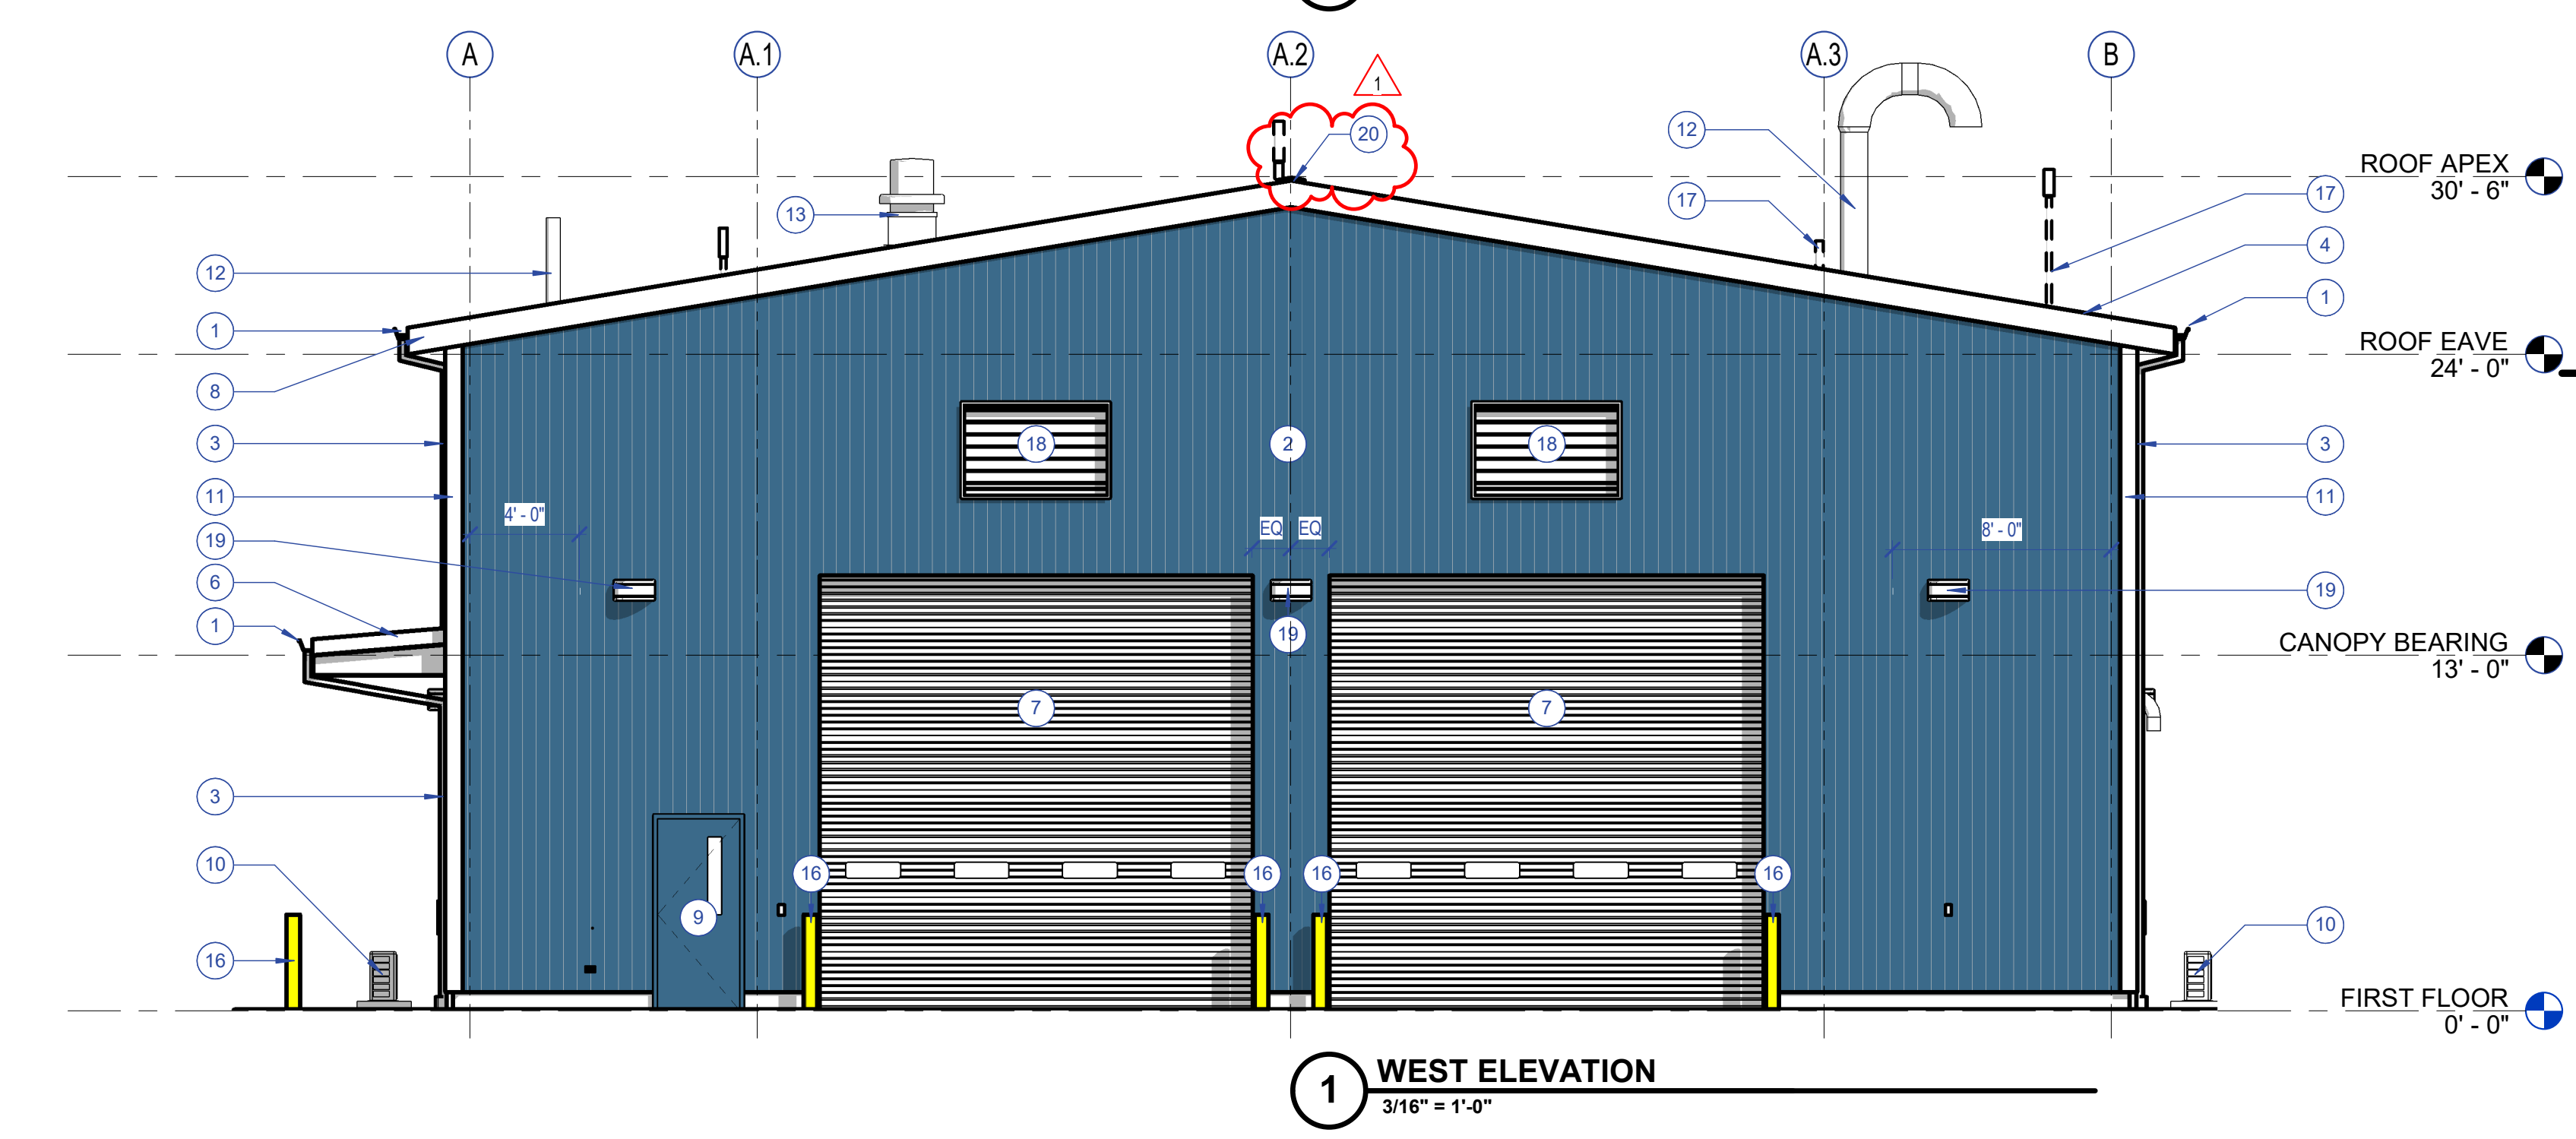 A
A.1
A.2
A.3
B
1
20
12
17
13
ROOF APEX
30' - 6"
17
4
12
1
1
ROOF EAVE
24' - 0"
8
3
18
2
18
3
11
11
4' - 0"
EQ
EQ
8' - 0"
19
6
19
19
1
CANOPY BEARING
13' - 0"
7
7
3
10
16
16
16
16
9
10
16
FIRST FLOOR
0' - 0"
1
WEST ELEVATION
3/16" = 1'-0"